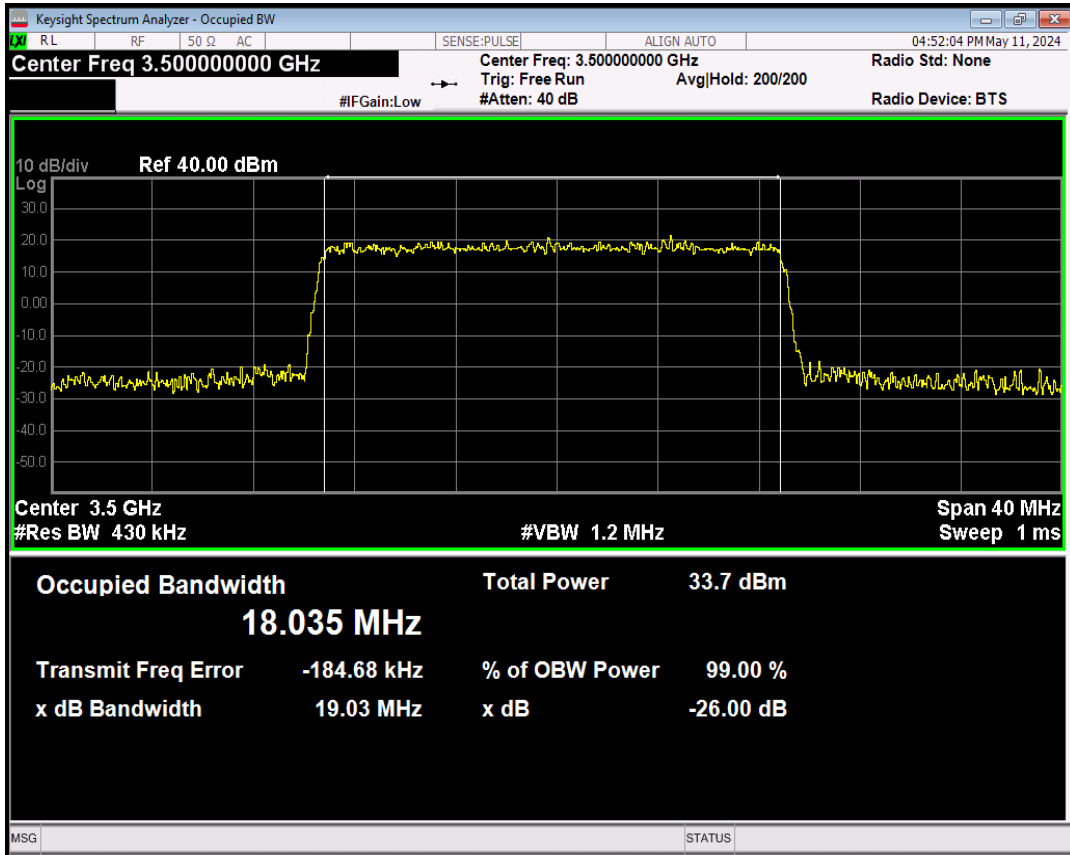 Keysight Spectrum Analyzer - Occupied BW
LXI RL RF 50 Ω AC SENSE:PULSE ALIGN AUTO 04:52:04 PM May 11, 2024
Center Freq 3.500000000 GHz Center Freq: 3.500000000 GHz Radio Std: None
Trig: Free Run Avg|Hold: 200/200
#IFGain:Low #Atten: 40 dB Radio Device: BTS
10 dB/div Ref 40.00 dBm
Log
30.0
20.0
10.0
0.00
-10.0
-20.0
-30.0
-40.0
-50.0
Center 3.5 GHz Span 40 MHz
#Res BW 430 kHz #VBW 1.2 MHz Sweep 1 ms
Occupied Bandwidth Total Power 33.7 dBm
18.035 MHz
Transmit Freq Error -184.68 kHz % of OBW Power 99.00 %
x dB Bandwidth 19.03 MHz x dB -26.00 dB
MSG STATUS